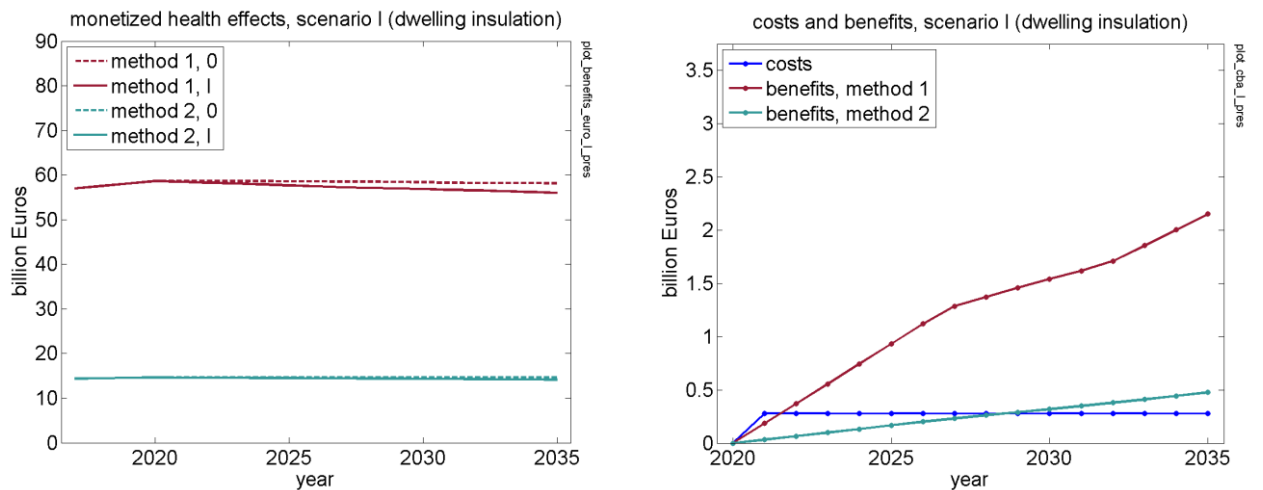 monetized health effects, scenario I (dwelling insulation)
90
80
70
60
50
40
30
20
10
0
billion Euros
method 1, 0
method 1, I
method 2, 0
method 2, I
plot_benefits_euro_I_pres
2020
2025
2030
2035
year
costs and benefits, scenario I (dwelling insulation)
3.5
3
2.5
2
1.5
1
0.5
0
billion Euros
costs
benefits, method 1
benefits, method 2
plot_cba_I_pres
2020
2025
2030
2035
year